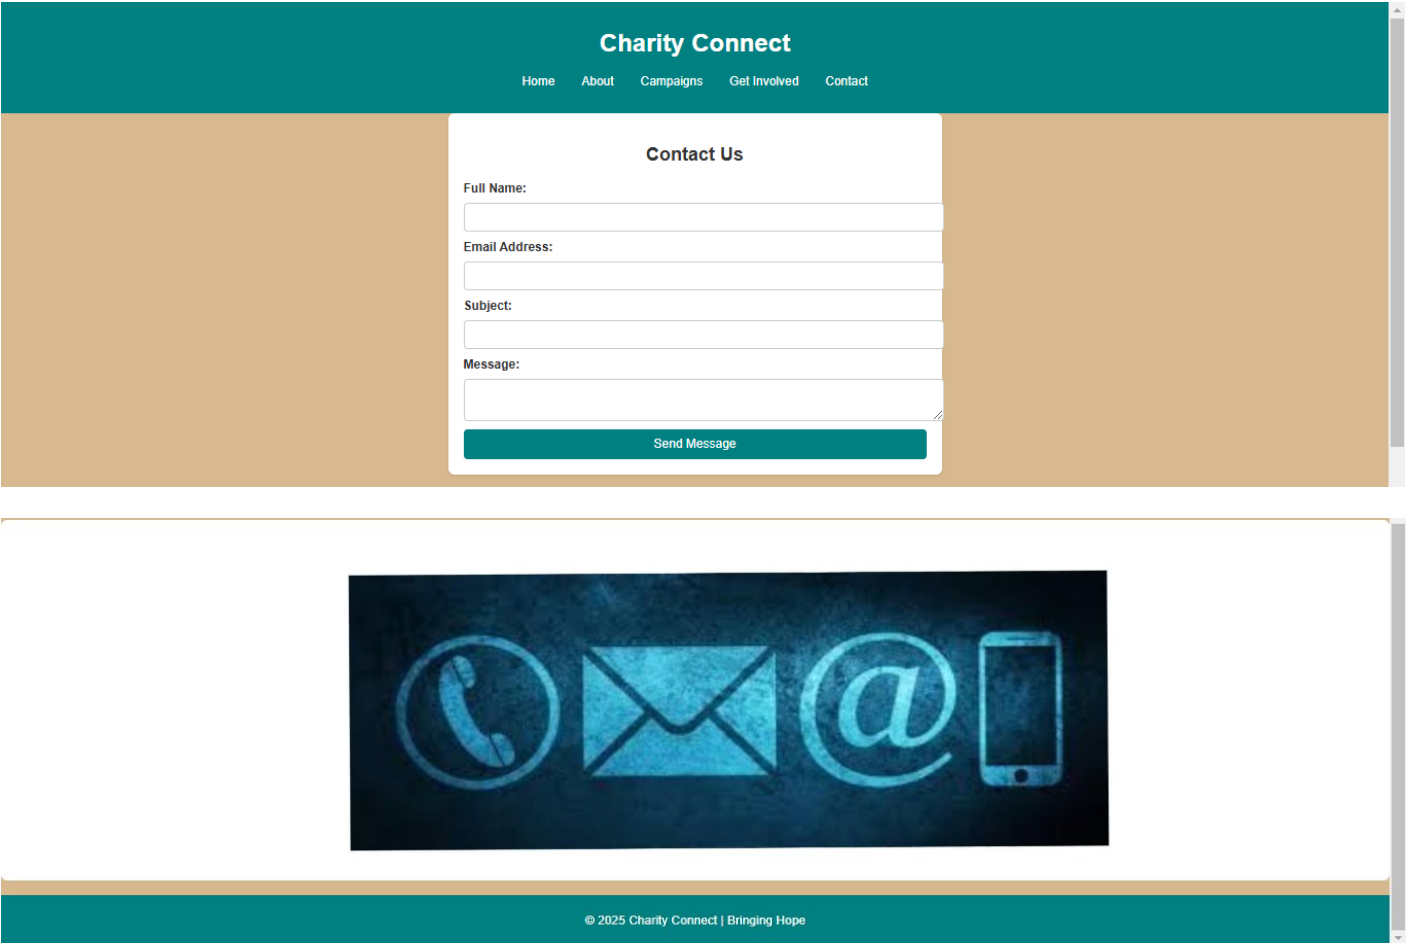 Charity Connect
Home About Campaigns Get Involved Contact
Contact Us
Full Name:
Email Address:
Subject:
Message:
Send Message
@
© 2025 Charity Connect | Bringing Hope